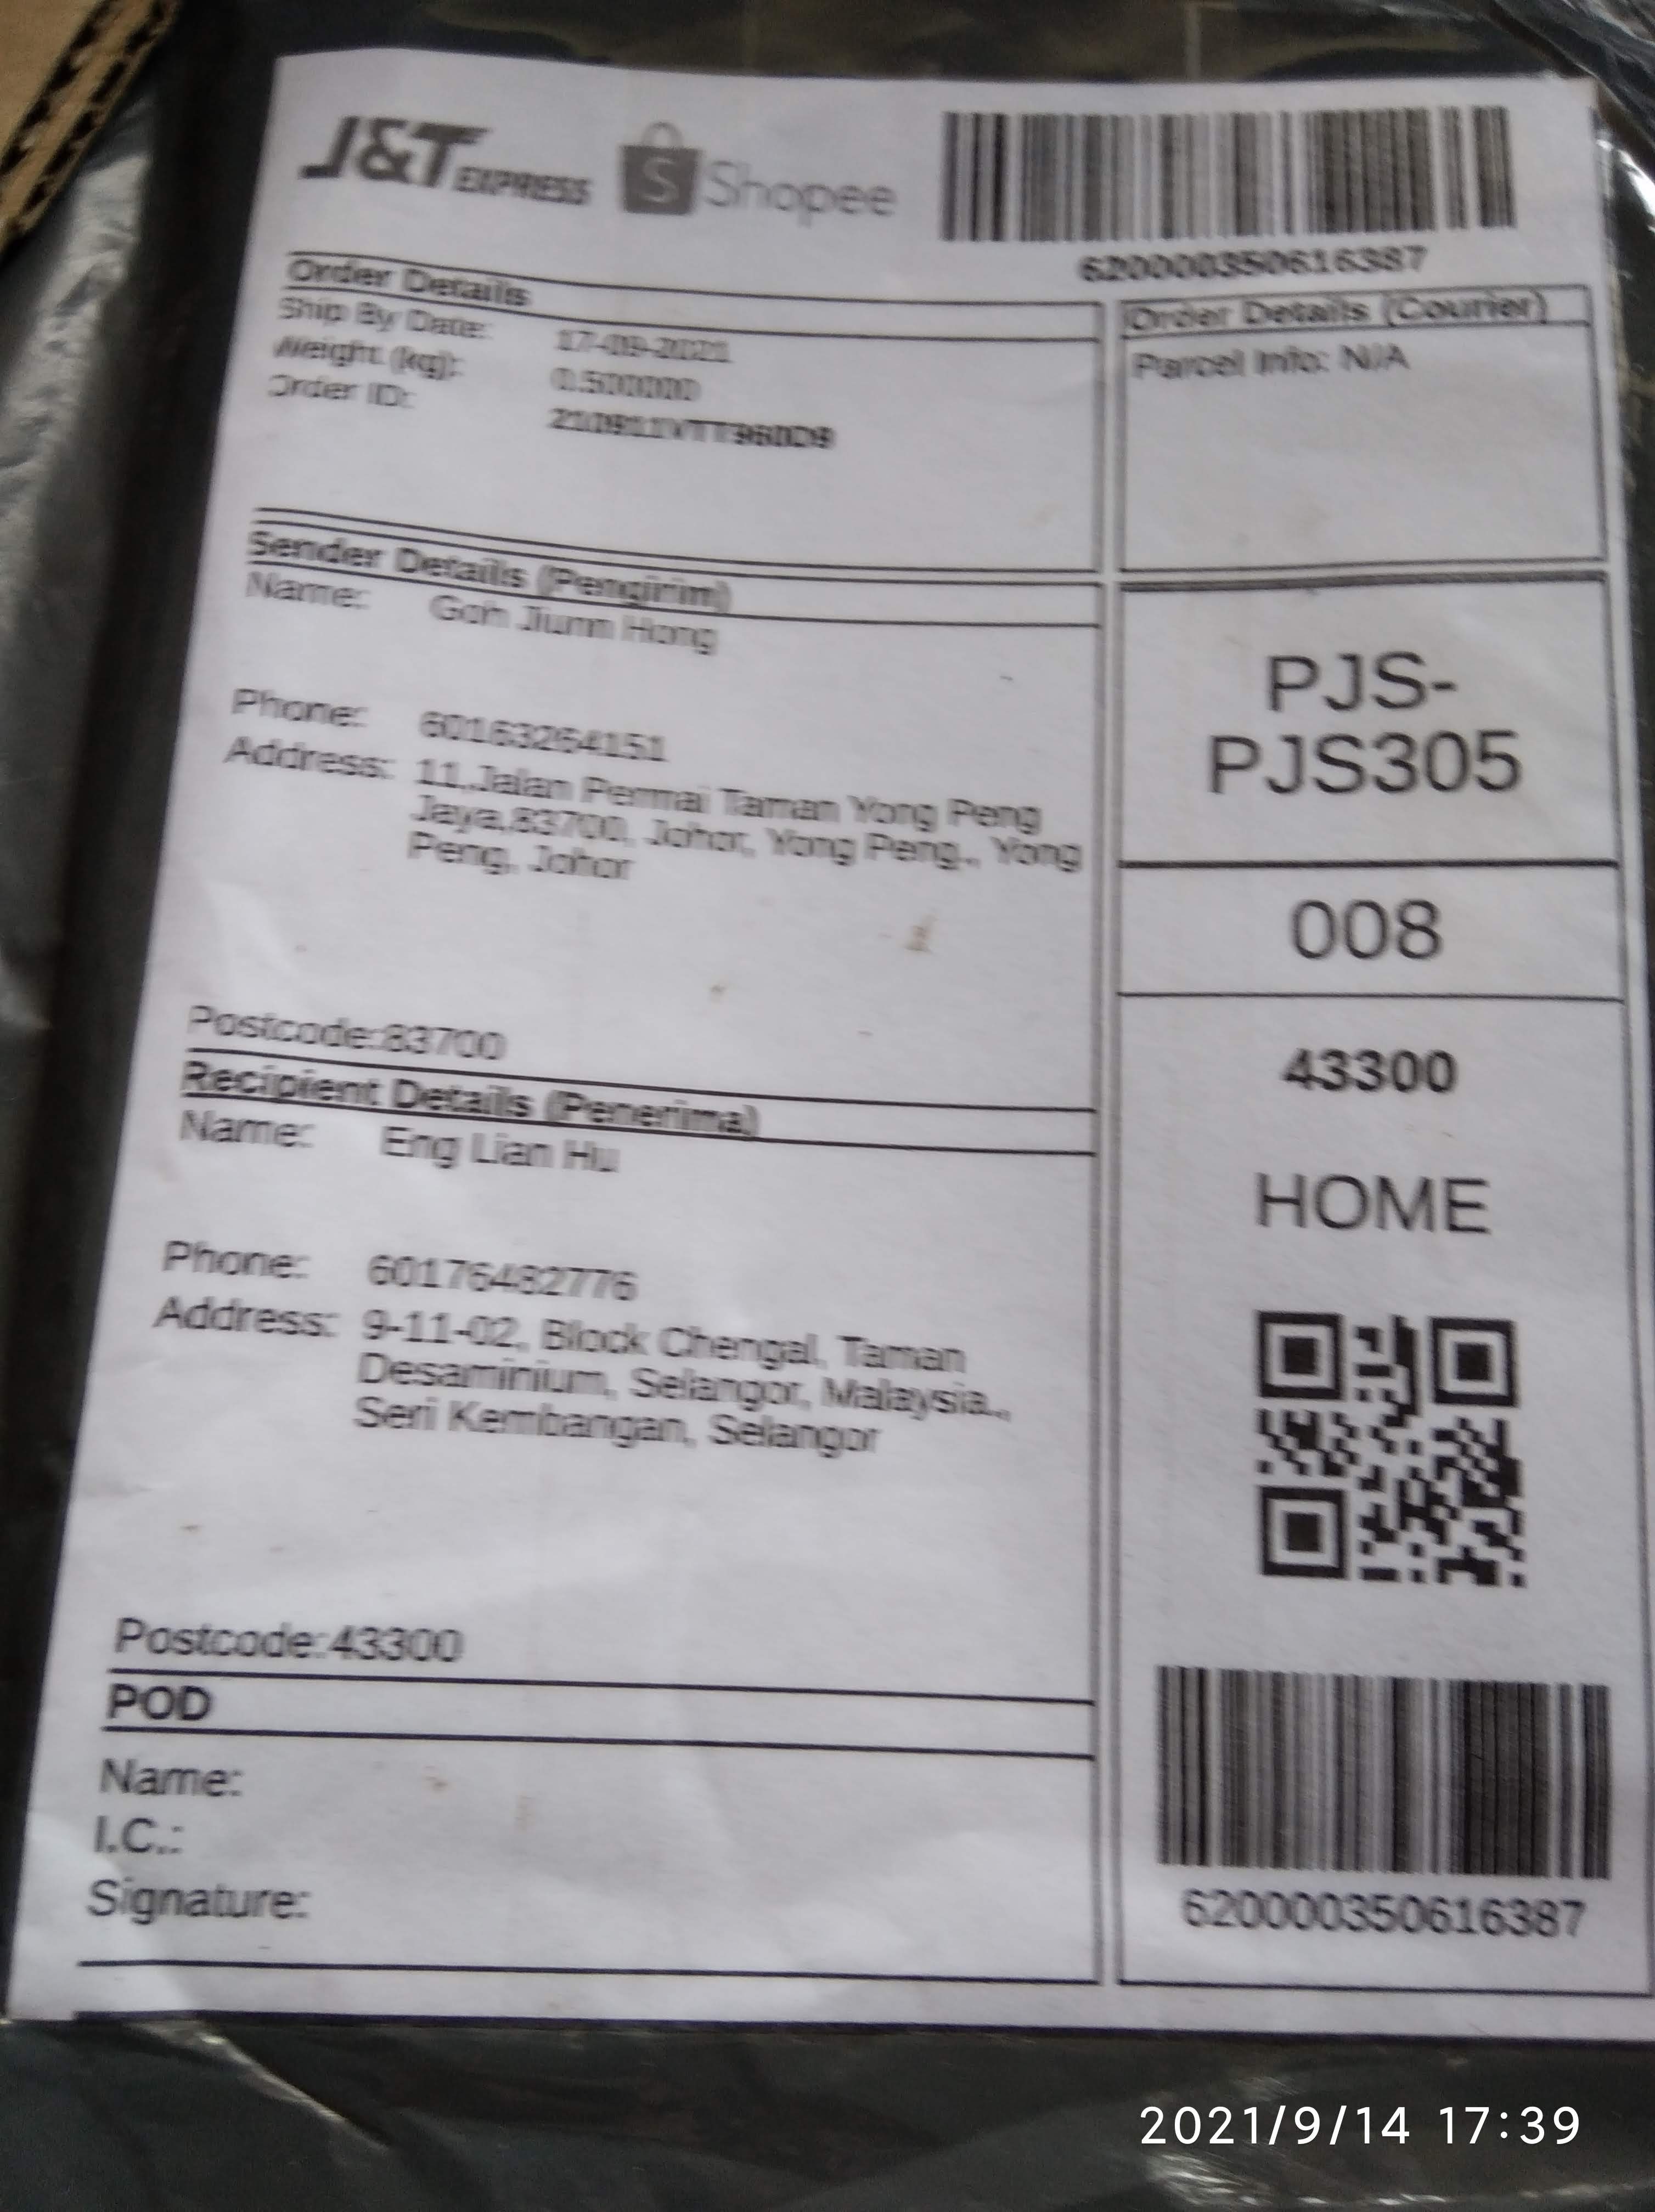 J&T EXPRESS
S Shopee
620000350616387
Order Details
Ship By Date: 17-09-2021
Weight (kg): 0.500000
Order ID:
Order Details (Courier)
Parcel Info: N/A
Sender Details (Pengirim)
Name: Goh Jiunn Hong
Phone: 60163264151
Address: 11,Jalan Permai Taman Yong Peng
Jaya,83700, Johor, Yong Peng., Yong
Peng, Johor
Postcode:83700
PJS-
PJS305
008
43300
HOME
Recipient Details (Penerima)
Name: Eng Lian Hu
Phone: 60176482776
Address: 9-11-02, Block Chengal, Taman
Desaminium, Selangor, Malaysia.,
Seri Kembangan, Selangor
Postcode:43300
POD
Name:
I.C.:
Signature:
620000350616387
2021/9/14 17:39